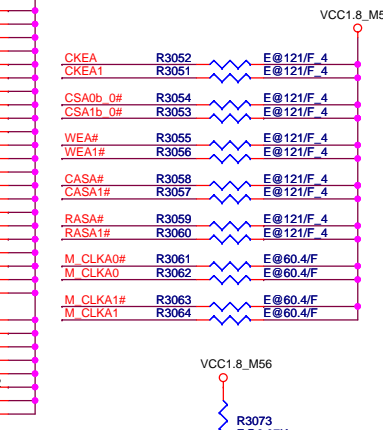 VCC1.8_M5
CKEA R3052 E@121/F_4
CKEA1 R3051 E@121/F_4
CSA0b_0# R3054 E@121/F_4
CSA1b_0# R3053 E@121/F_4
WEA# R3055 E@121/F_4
WEA1# R3056 E@121/F_4
CASA# R3058 E@121/F_4
CASA1# R3057 E@121/F_4
RASA# R3059 E@121/F_4
RASA1# R3060 E@121/F_4
M_CLKA0# R3061 E@60.4/F
M_CLKA0 R3062 E@60.4/F
M_CLKA1# R3063 E@60.4/F
M_CLKA1 R3064 E@60.4/F
VCC1.8_M56
R3073